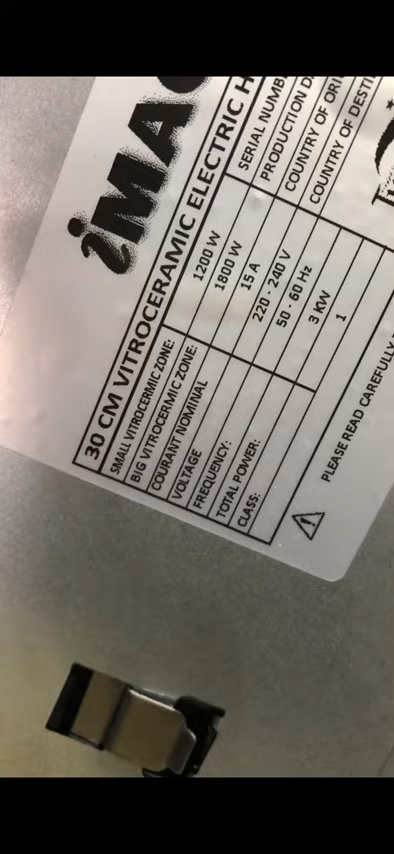 iMAC
30 CM VITROCERAMIC ELECTRIC H
SMALL VITROCERMIC ZONE: 1200 W
BIG VITROCERMIC ZONE: 1800 W
COURANT NOMINAL 15 A
VOLTAGE 220 - 240 V
FREQUENCY: 50 - 60 Hz
TOTAL POWER: 3 KW
CLASS: 1
SERIAL NUMB
PRODUCTION D
COUNTRY OF ORI
COUNTRY OF DESTI
PLEASE READ CAREFULLY